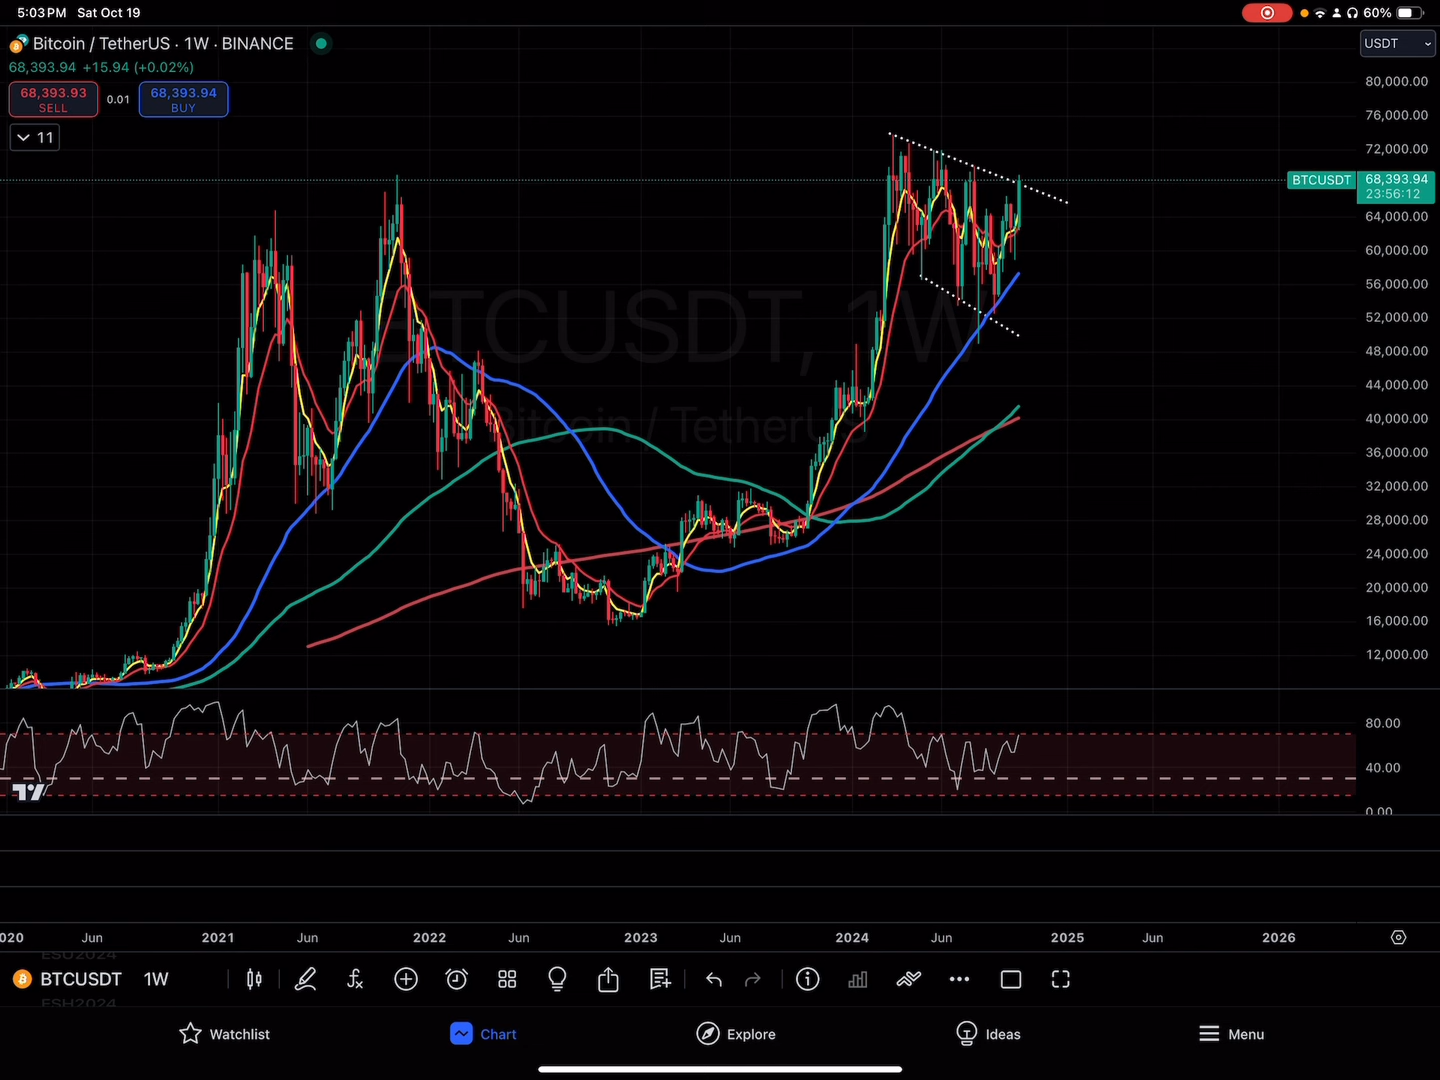 5:03 PM Sat Oct 19
60%
Bitcoin / TetherUS · 1W · BINANCE
USDT
68,393.94 +15.94 (+0.02%)
68,393.93
SELL
0.01
68,393.94
BUY
11
80,000.00
76,000.00
72,000.00
BTCUSDT
68,393.94
23:56:12
64,000.00
60,000.00
56,000.00
52,000.00
48,000.00
44,000.00
40,000.00
36,000.00
32,000.00
28,000.00
24,000.00
20,000.00
16,000.00
12,000.00
BTCUSDT, 1W
Bitcoin / TetherUS
80.00
40.00
0.00
020 Jun 2021 Jun 2022 Jun 2023 Jun 2024 Jun 2025 Jun 2026
ESU2024
BTCUSDT 1W
ESH2024
Watchlist Chart Explore Ideas Menu